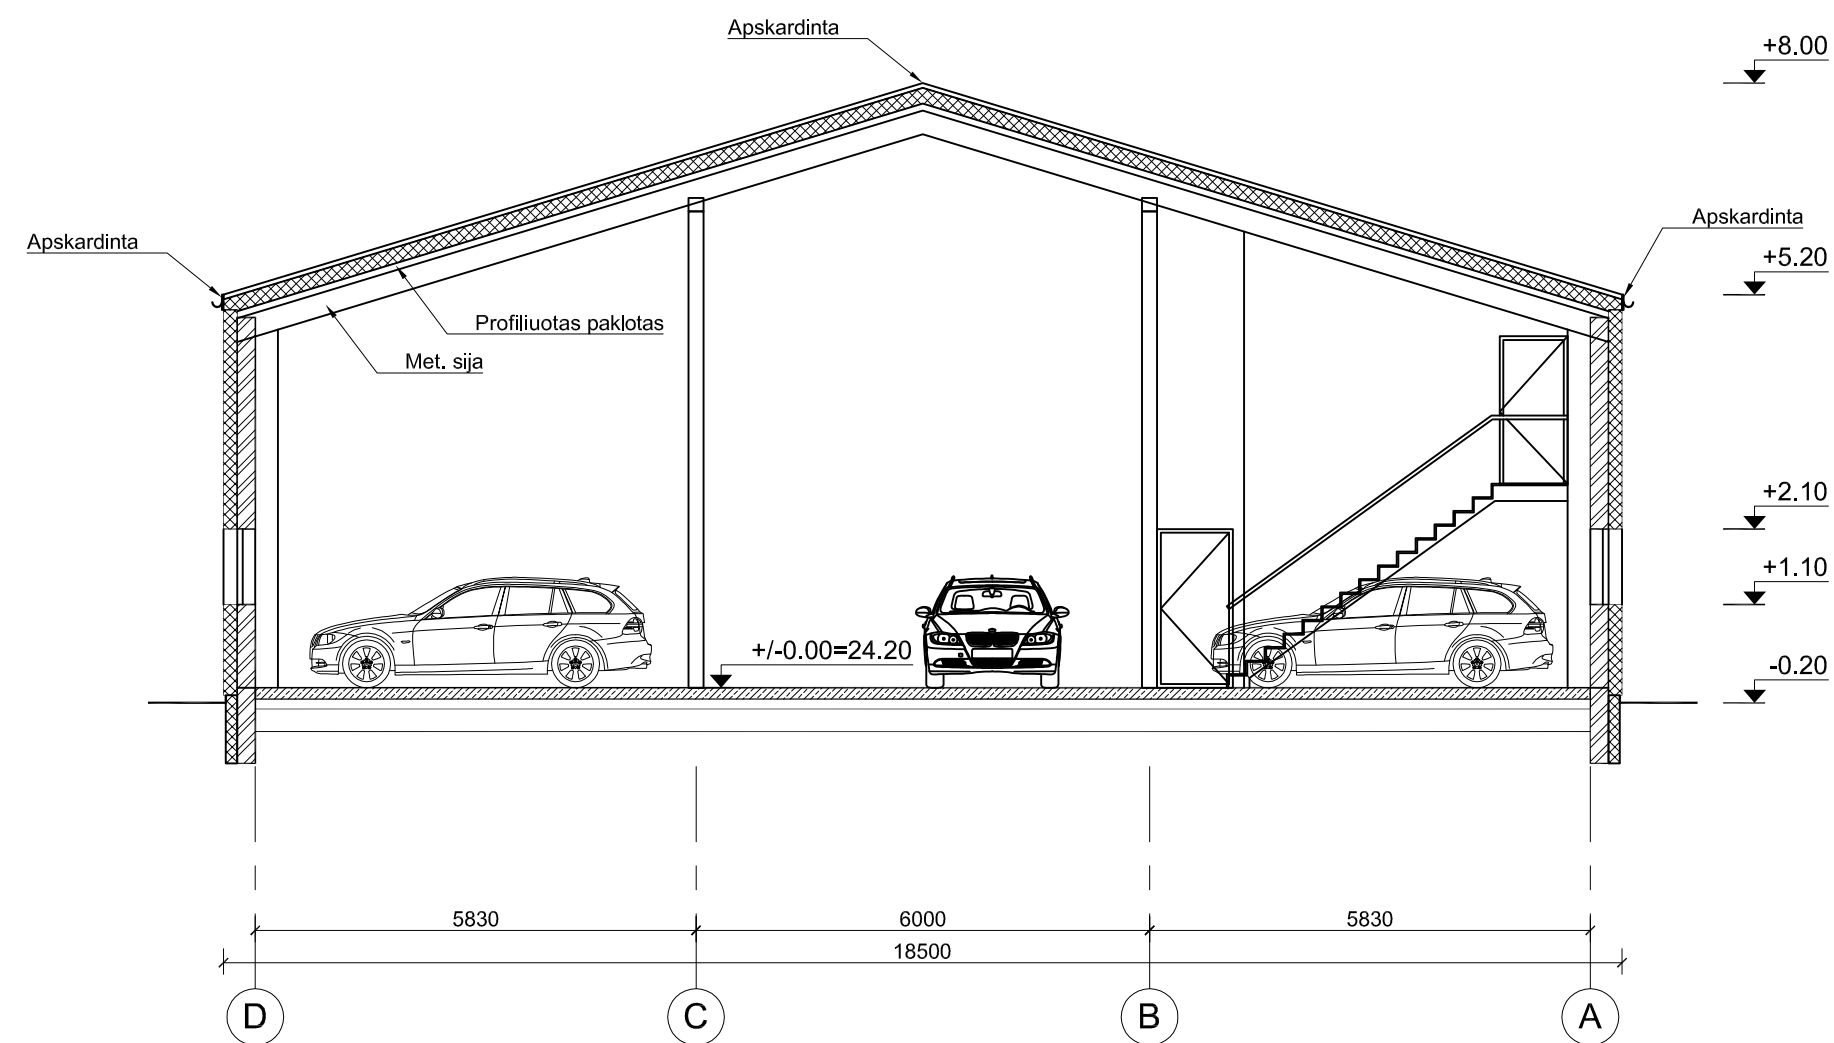 Apskardinta
+8.00
Apskardinta
Apskardinta
+5.20
Profiliuotas paklotas
Met. sija
+2.10
+1.10
+/-0.00=24.20
-0.20
5830
6000
5830
18500
D
C
B
A